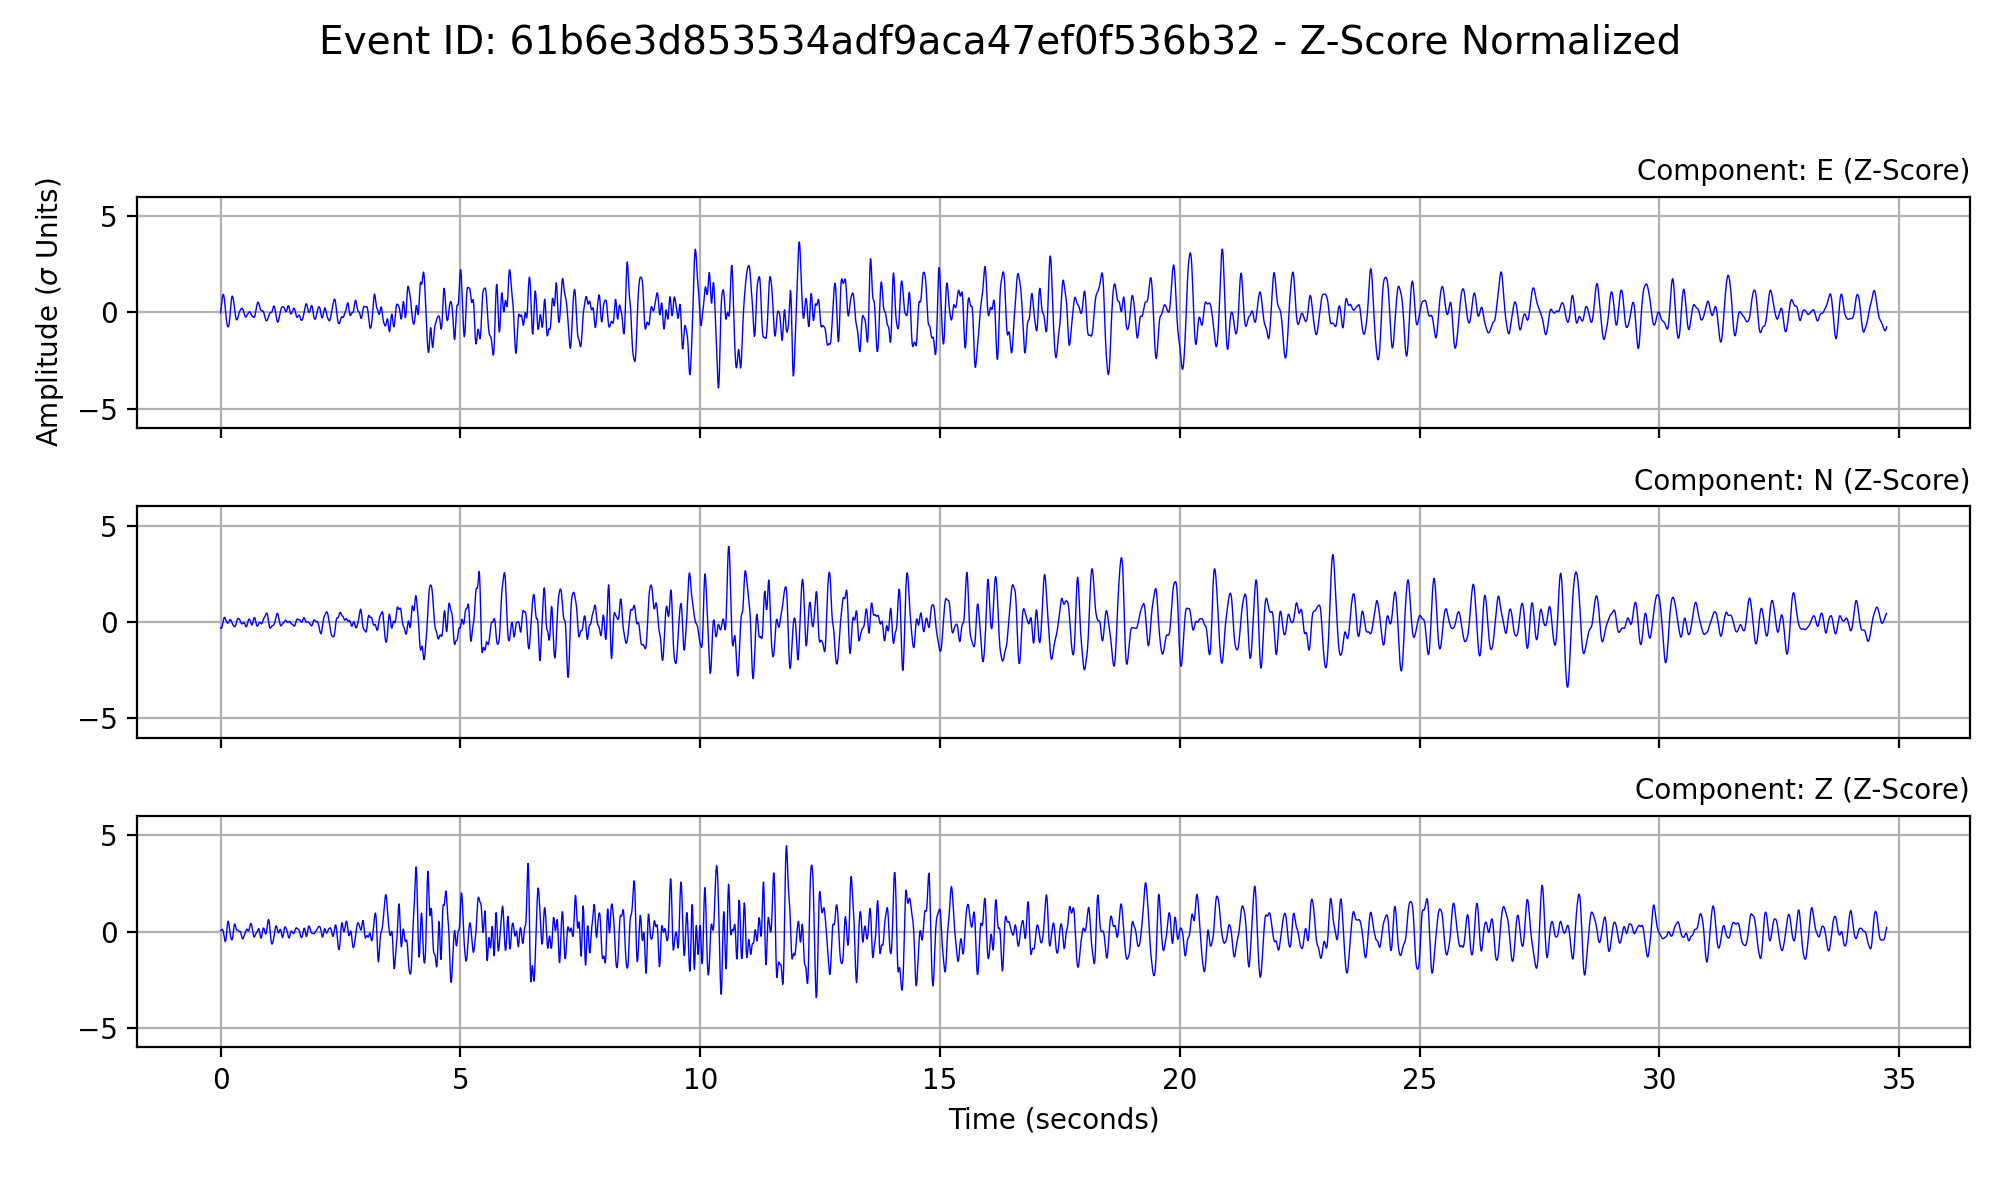 Event ID: 61b6e3d853534adf9aca47ef0f536b32 - Z-Score Normalized
Component: E (Z-Score)
Amplitude (σ Units)
5
0
−5
Component: N (Z-Score)
5
0
−5
Component: Z (Z-Score)
5
0
−5
0 5 10 15 20 25 30 35
Time (seconds)